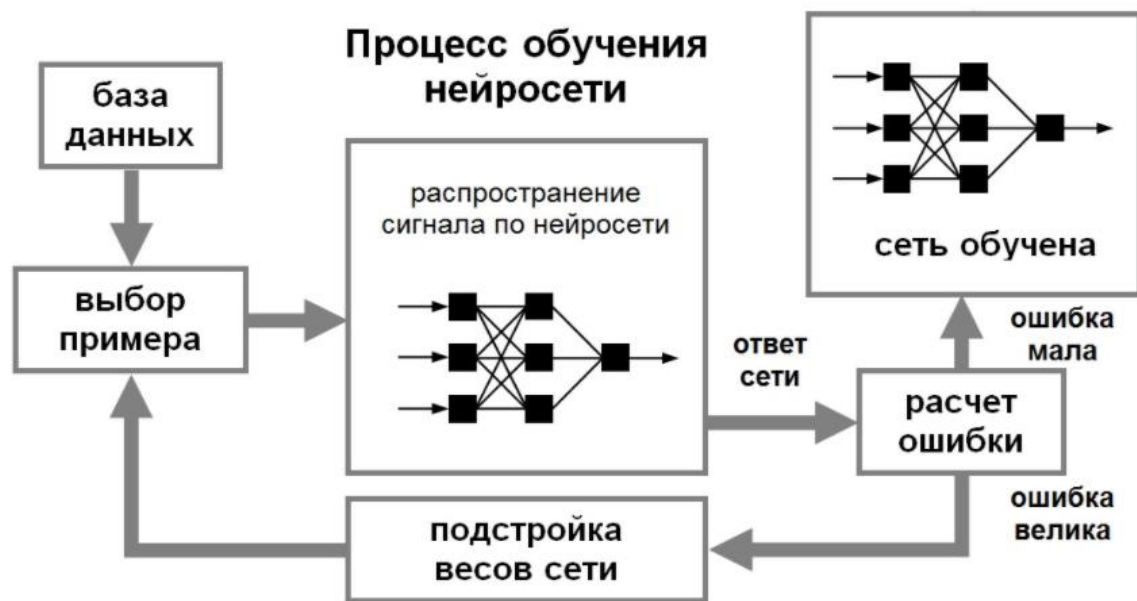 Процесс обучения
нейросети
база
данных
выбор
примера
распространение
сигнала по нейросети
ответ
сети
расчет
ошибки
ошибка
мала
сеть обучена
ошибка
велика
подстройка
весов сети